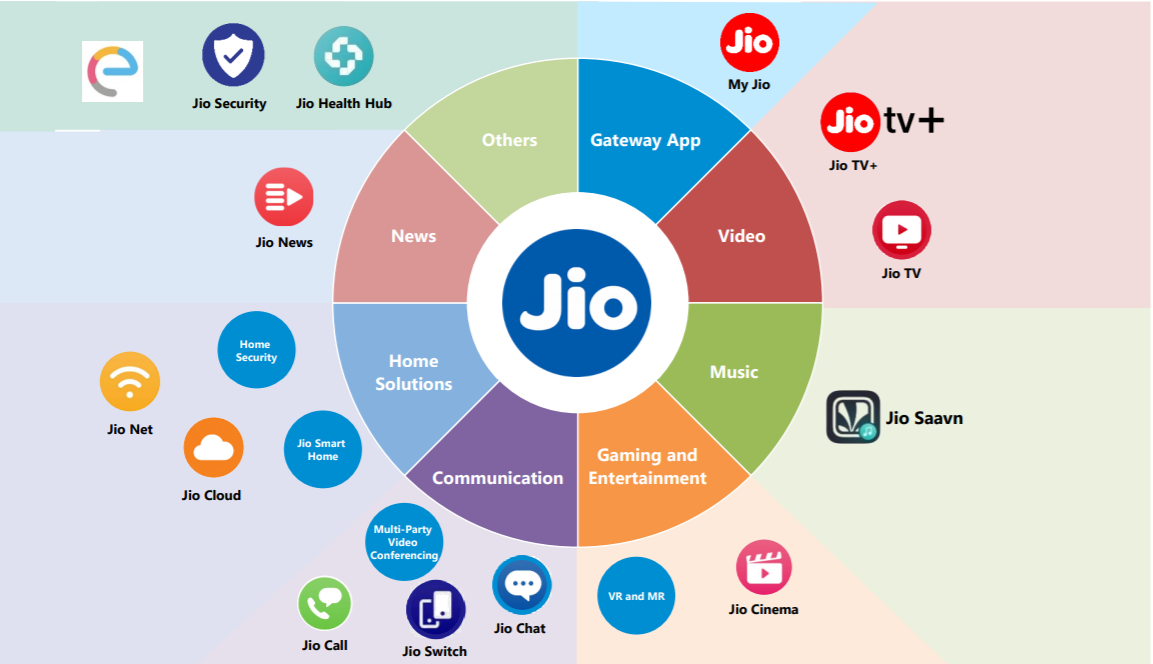 Jio Security
Jio Health Hub
Jio
My Jio
Others
Gateway App
Jio tv+
Jio TV+
Jio News
News
Video
Jio TV
Jio
Home
Security
Jio Net
Home
Solutions
Music
Jio Saavn
Jio Cloud
Jio Smart
Home
Communication
Gaming and
Entertainment
Multi-Party
Video
Conferencing
Jio Call
Jio Switch
Jio Chat
VR and MR
Jio Cinema